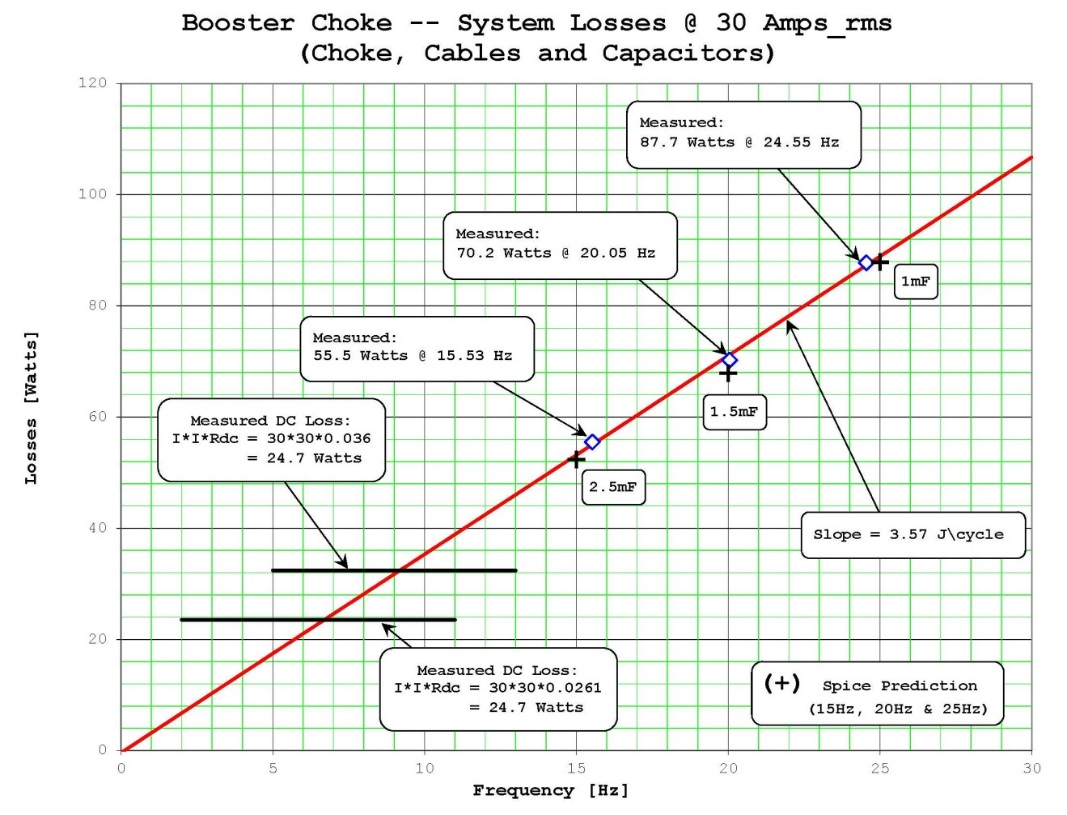 Booster Choke -- System Losses @ 30 Amps_rms
(Choke, Cables and Capacitors)
120
100
80
60
40
20
0
Losses [Watts]
Measured:
87.7 Watts @ 24.55 Hz
Measured:
70.2 Watts @ 20.05 Hz
1mF
Measured:
55.5 Watts @ 15.53 Hz
1.5mF
Measured DC Loss:
I*I*Rdc = 30*30*0.036
= 24.7 Watts
2.5mF
Slope = 3.57 J\cycle
Measured DC Loss:
I*I*Rdc = 30*30*0.0261
= 24.7 Watts
(+) Spice Prediction
(15Hz, 20Hz & 25Hz)
0 5 10 15 20 25 30
Frequency [Hz]